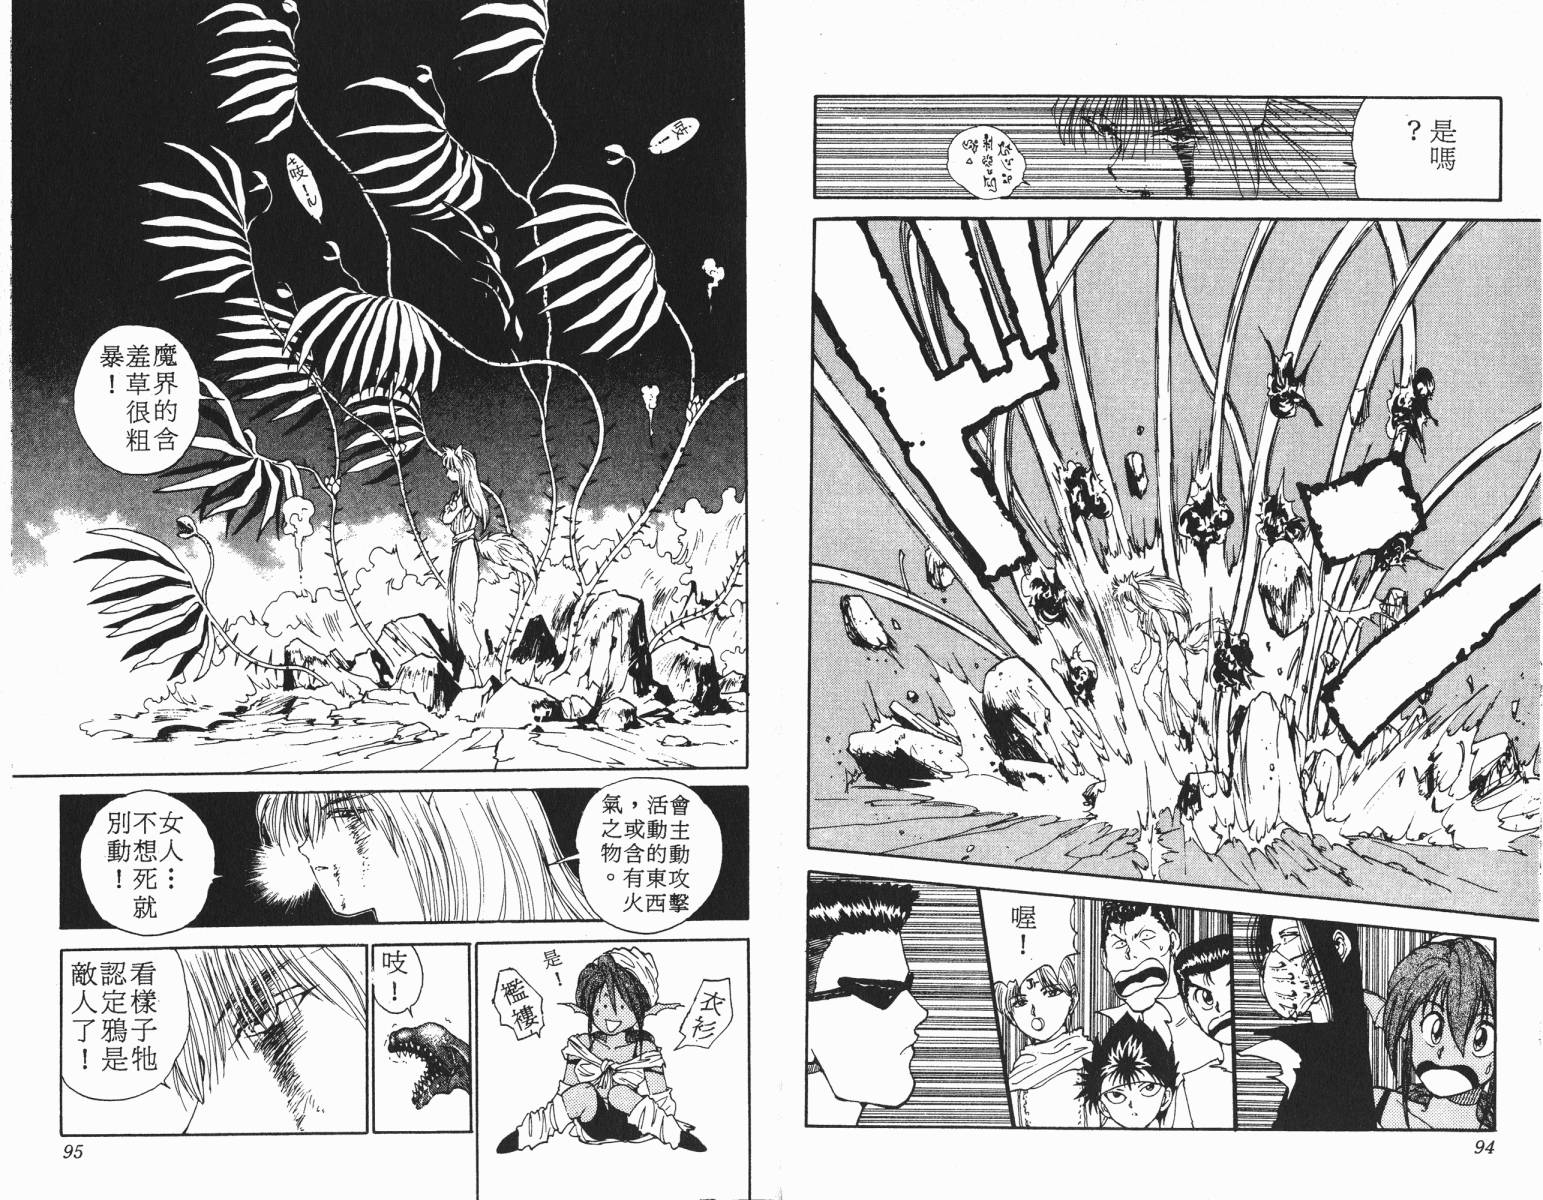 是嗎
？
喔！
94
吱！
吱！
魔界的含
羞草很粗
暴！
會主動攻擊
活動的東西
，或含有火
氣之物。
女人…
不想死就
別動！
衣衫
是！
襤褸
吱！
看樣子牠
認定鴉是
敵人了！
95